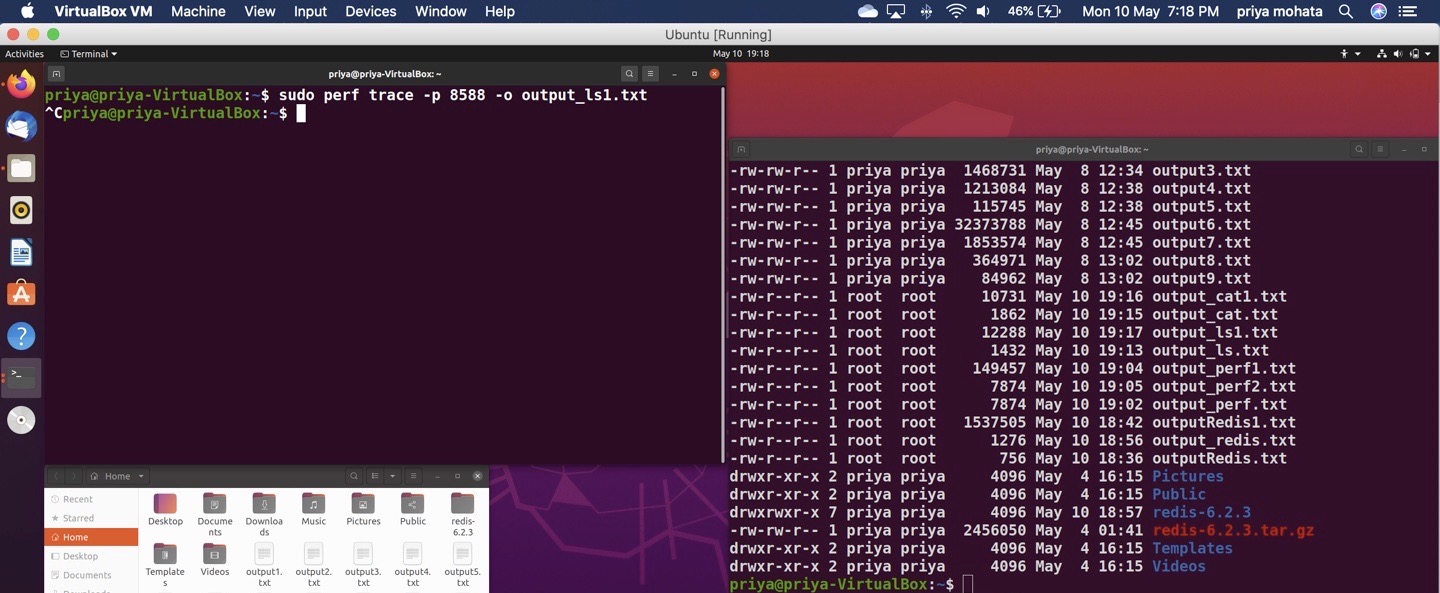 VirtualBox VM Machine View Input Devices Window Help 46% Mon 10 May 7:18 PM priya mohata
Ubuntu [Running]
Activities Terminal May 10 19:18
priya@priya-VirtualBox: ~
priya@priya-VirtualBox:~$ sudo perf trace -p 8588 -o output_ls1.txt
^Cpriya@priya-VirtualBox:~$
priya@priya-VirtualBox: ~
-rw-rw-r-- 1 priya priya 1468731 May 8 12:34 output3.txt
-rw-rw-r-- 1 priya priya 1213084 May 8 12:38 output4.txt
-rw-rw-r-- 1 priya priya 115745 May 8 12:38 output5.txt
-rw-rw-r-- 1 priya priya 32373788 May 8 12:45 output6.txt
-rw-rw-r-- 1 priya priya 1853574 May 8 12:45 output7.txt
-rw-rw-r-- 1 priya priya 364971 May 8 13:02 output8.txt
-rw-rw-r-- 1 priya priya 84962 May 8 13:02 output9.txt
-rw-r--r-- 1 root root 10731 May 10 19:16 output_cat1.txt
-rw-r--r-- 1 root root 1862 May 10 19:15 output_cat.txt
-rw-r--r-- 1 root root 12288 May 10 19:17 output_ls1.txt
-rw-r--r-- 1 root root 1432 May 10 19:13 output_ls.txt
-rw-r--r-- 1 root root 149457 May 10 19:04 output_perf1.txt
-rw-r--r-- 1 root root 7874 May 10 19:05 output_perf2.txt
-rw-r--r-- 1 root root 7874 May 10 19:02 output_perf.txt
-rw-r--r-- 1 root root 1537505 May 10 18:42 outputRedis1.txt
-rw-r--r-- 1 root root 1276 May 10 18:56 output_redis.txt
-rw-r--r-- 1 root root 756 May 10 18:36 outputRedis.txt
drwxr-xr-x 2 priya priya 4096 May 4 16:15 Pictures
drwxr-xr-x 2 priya priya 4096 May 4 16:15 Public
drwxrwxr-x 7 priya priya 4096 May 10 18:57 redis-6.2.3
-rw-rw-r-- 1 priya priya 2456050 May 4 01:41 redis-6.2.3.tar.gz
drwxr-xr-x 2 priya priya 4096 May 4 16:15 Templates
drwxr-xr-x 2 priya priya 4096 May 4 16:15 Videos
priya@priya-VirtualBox:~$
Home
Recent
Starred
Home
Desktop
Documents
Downloads
Desktop Docume Downloa Music Pictures Public redis-
nts ds 6.2.3
Template Videos output1. output2. output3. output4. output5.
s txt txt txt txt txt